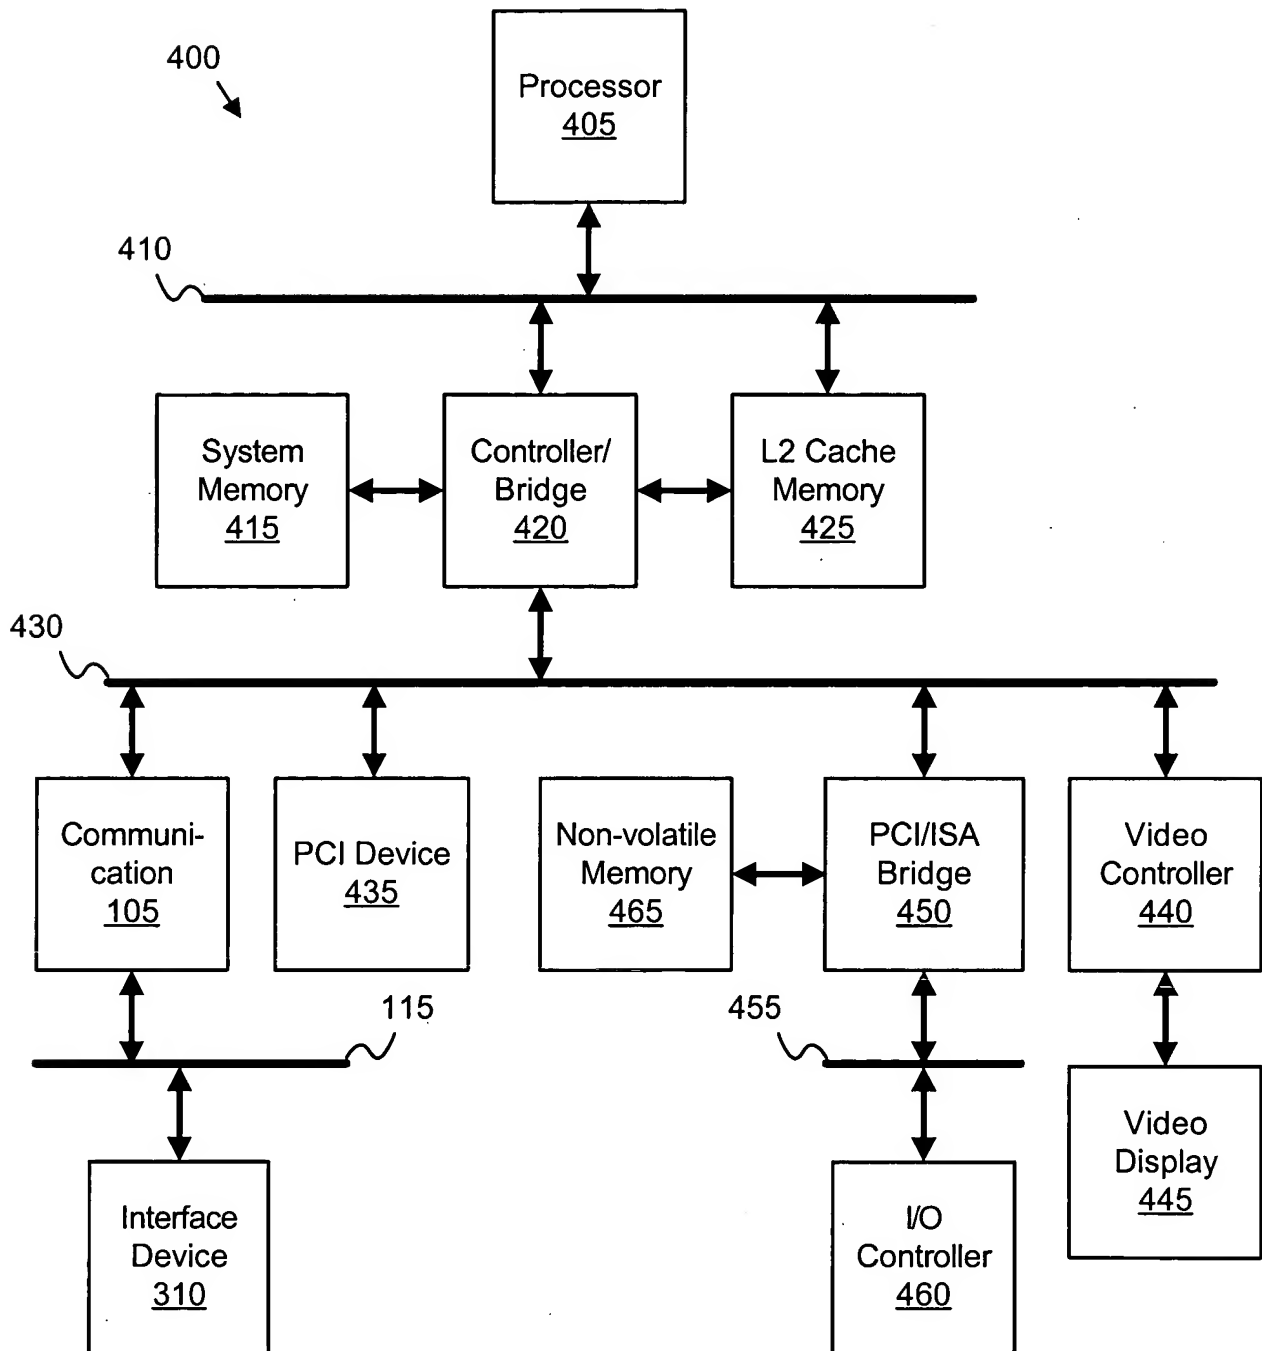 400
Processor
405
410
System
Memory
415
Controller/
Bridge
420
L2 Cache
Memory
425
430
Communi-
cation
105
PCI Device
435
Non-volatile
Memory
465
PCI/ISA
Bridge
450
Video
Controller
440
115
455
Interface
Device
310
I/O
Controller
460
Video
Display
445